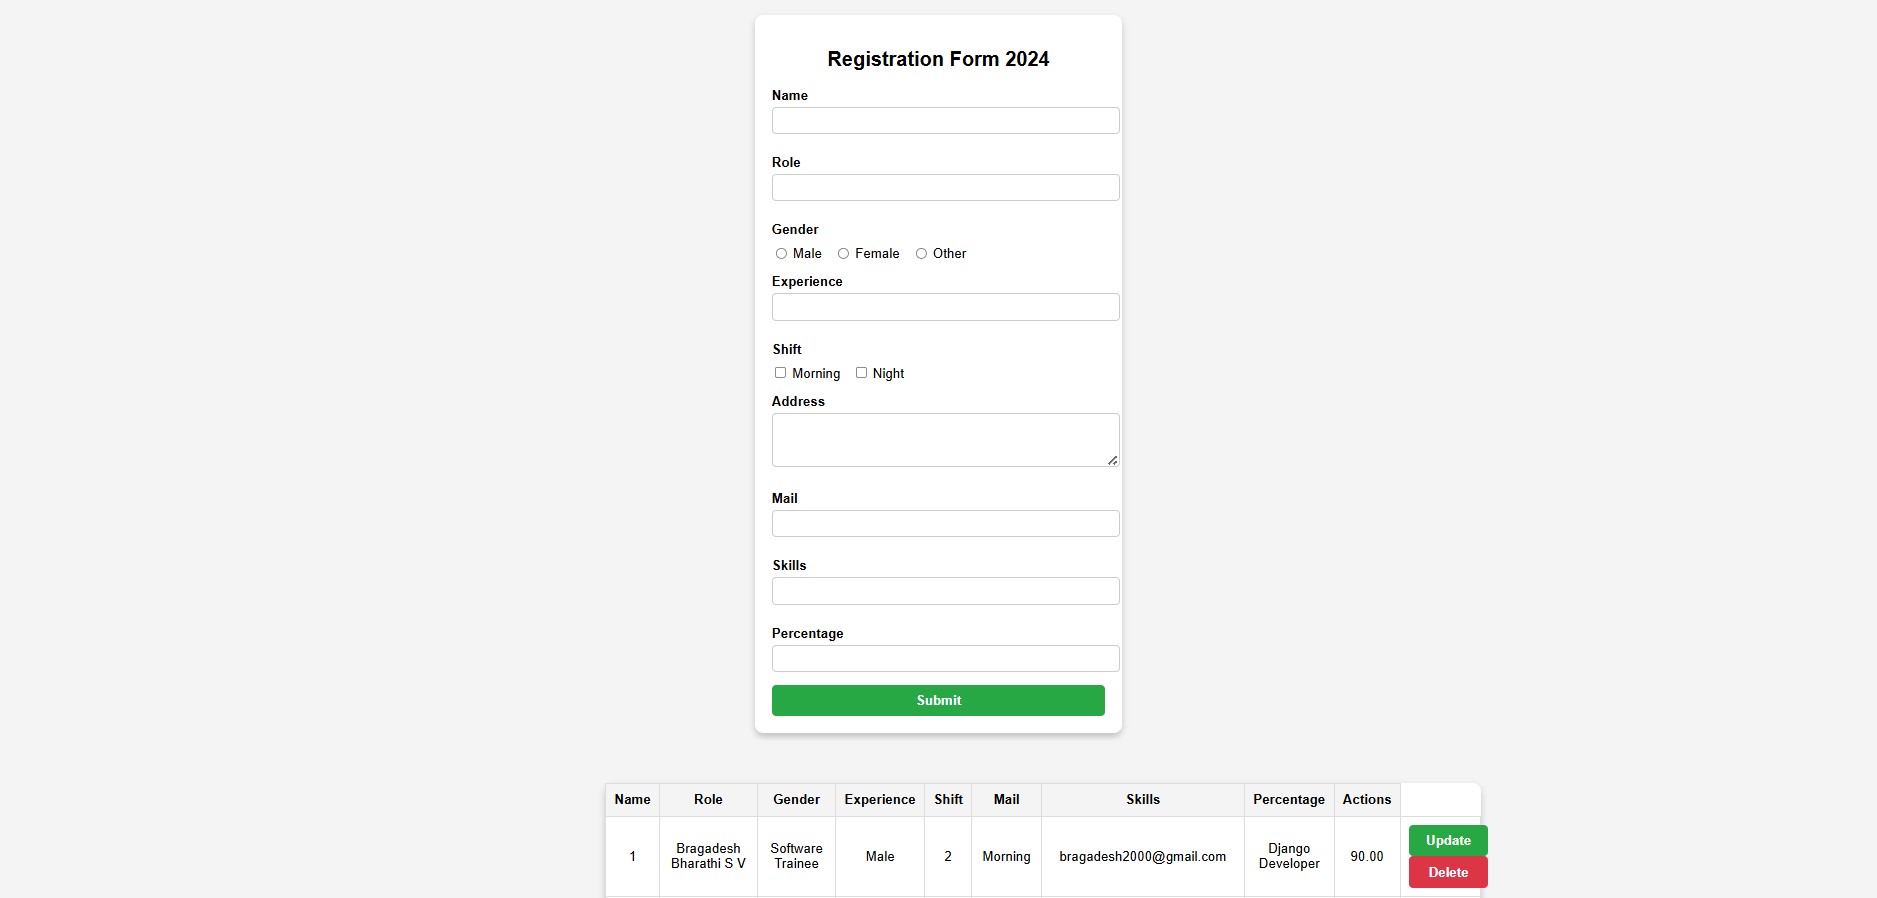 Registration Form 2024
Name
Role
Gender
Male Female Other
Experience
Shift
Morning Night
Address
Mail
Skills
Percentage
Submit
Name Role Gender Experience Shift Mail Skills Percentage Actions
1 Bragadesh Bharathi S V Software Trainee Male 2 Morning bragadesh2000@gmail.com Django Developer 90.00 Update
Delete